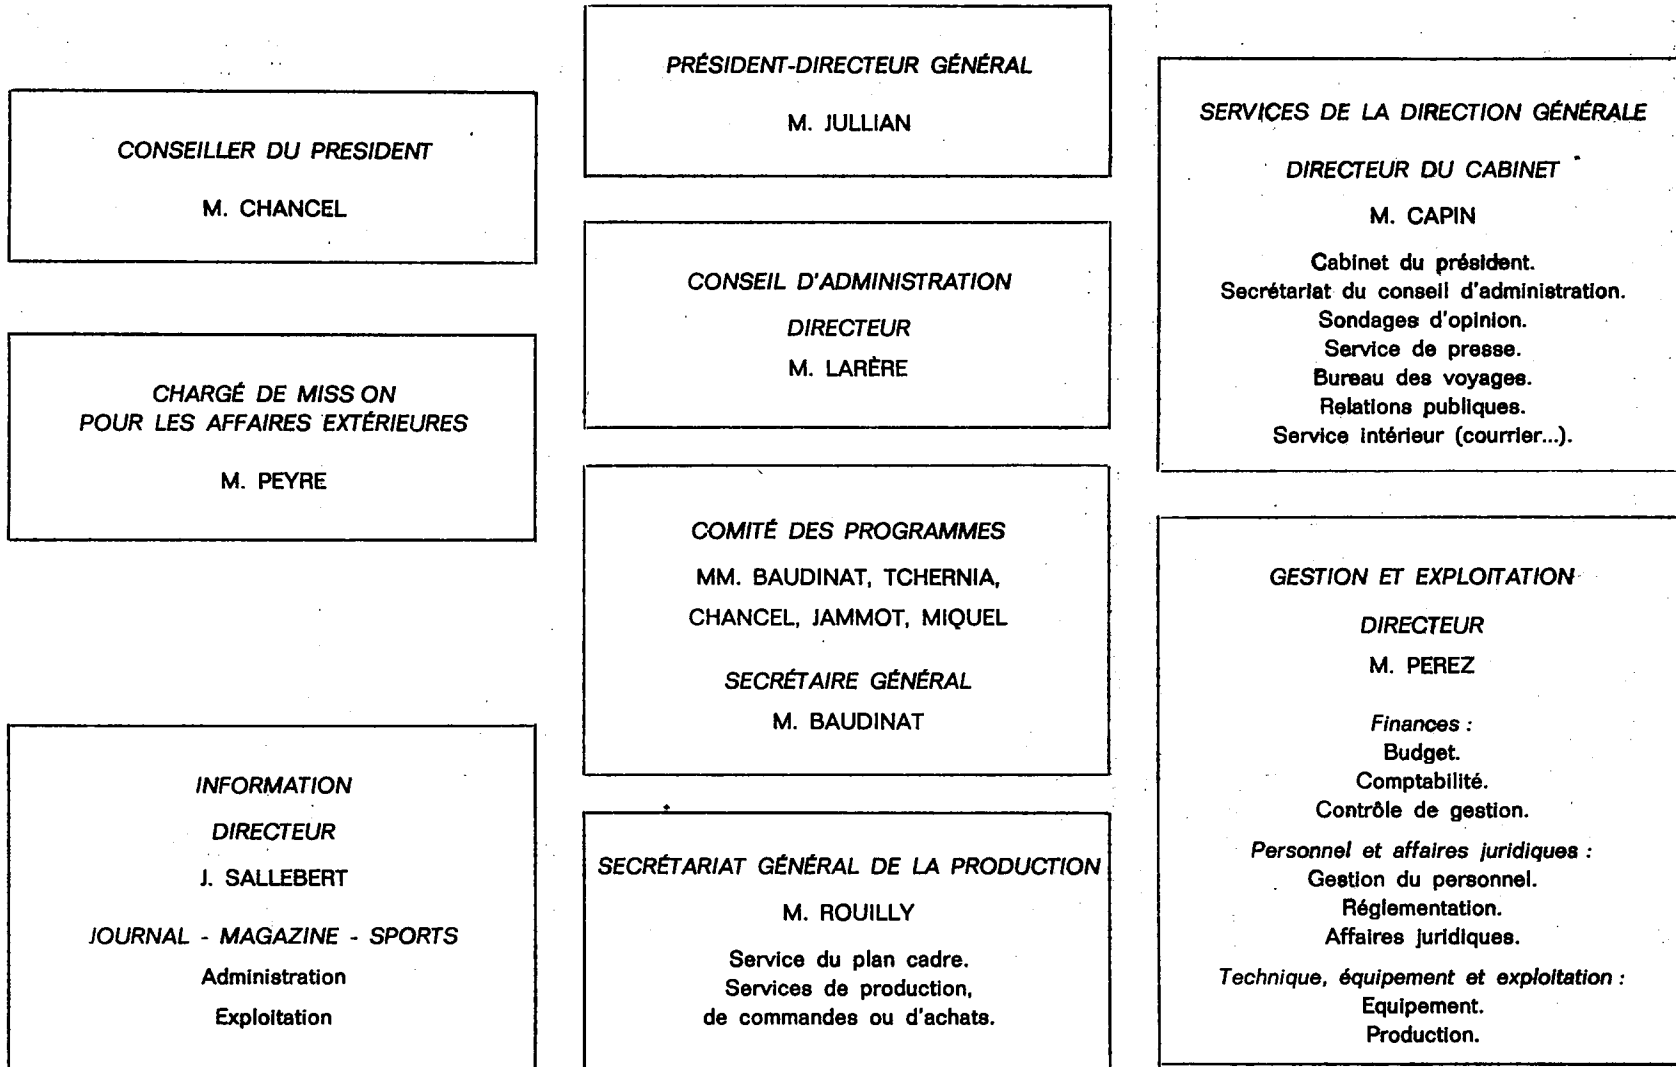 CONSEILLER DU PRESIDENT
M. CHANCEL
CHARGÉ DE MISS ON
POUR LES AFFAIRES EXTÉRIEURES
M. PEYRE
INFORMATION
DIRECTEUR
J. SALLEBERT
JOURNAL - MAGAZINE - SPORTS
Administration
Exploitation
PRÉSIDENT-DIRECTEUR GÉNÉRAL
M. JULLIAN
CONSEIL D'ADMINISTRATION
DIRECTEUR
M. LARÈRE
COMITÉ DES PROGRAMMES
MM. BAUDINAT, TCHERNIA,
CHANCEL, JAMMOT, MIQUEL
SECRÉTAIRE GÉNÉRAL
M. BAUDINAT
SECRÉTARIAT GÉNÉRAL DE LA PRODUCTION
M. ROUILLY
Service du plan cadre.
Services de production,
de commandes ou d'achats.
SERVICES DE LA DIRECTION GÉNÉRALE
DIRECTEUR DU CABINET
M. CAPIN
Cabinet du président.
Secrétariat du conseil d'administration.
Sondages d'opinion.
Service de presse.
Bureau des voyages.
Relations publiques.
Service intérieur (courrier...).
GESTION ET EXPLOITATION
DIRECTEUR
M. PEREZ
Finances :
Budget.
Comptabilité.
Contrôle de gestion.
Personnel et affaires juridiques :
Gestion du personnel.
Réglementation.
Affaires juridiques.
Technique, équipement et exploitation :
Equipement.
Production.